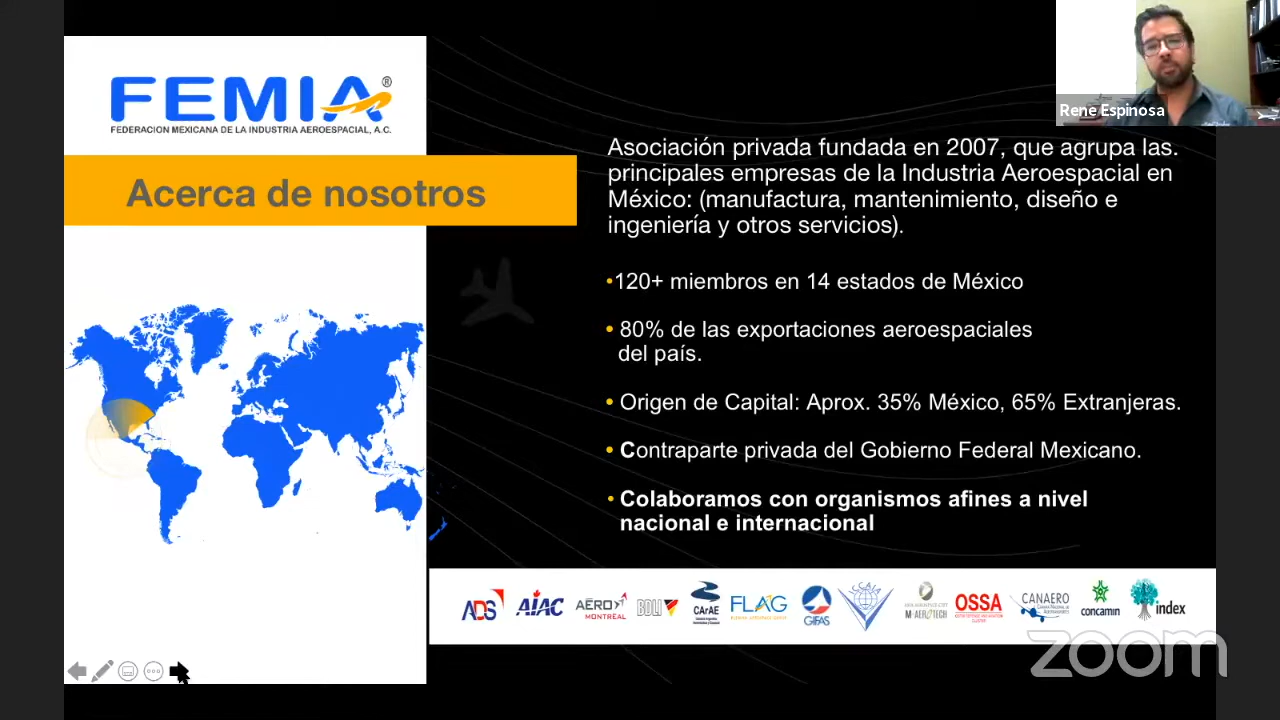 FEMIA®
FEDERACION MEXICANA DE LA INDUSTRIA AEROESPACIAL, A.C.
Acerca de nosotros
Rene Espinosa
Asociación privada fundada en 2007, que agrupa las.
principales empresas de la Industria Aeroespacial en
México: (manufactura, mantenimiento, diseño e
ingeniería y otros servicios).
•120+ miembros en 14 estados de México
• 80% de las exportaciones aeroespaciales
del país.
• Origen de Capital: Aprox. 35% México, 65% Extranjeras.
• Contraparte privada del Gobierno Federal Mexicano.
• Colaboramos con organismos afines a nivel
nacional e internacional
ADS
AIAC
AÉRO
MONTRÉAL
BDLI
CArAE
FLAG
GIFAS
CCAIA
M-AEROTECH
OSSA
CANAERO
concamin
index
zoom